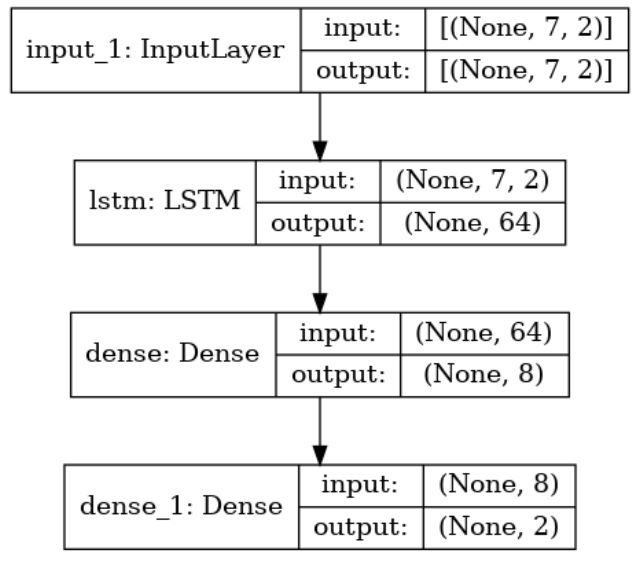 input_1: InputLayer
input: [(None, 7, 2)]
output: [(None, 7, 2)]
lstm: LSTM
input: (None, 7, 2)
output: (None, 64)
dense: Dense
input: (None, 64)
output: (None, 8)
dense_1: Dense
input: (None, 8)
output: (None, 2)